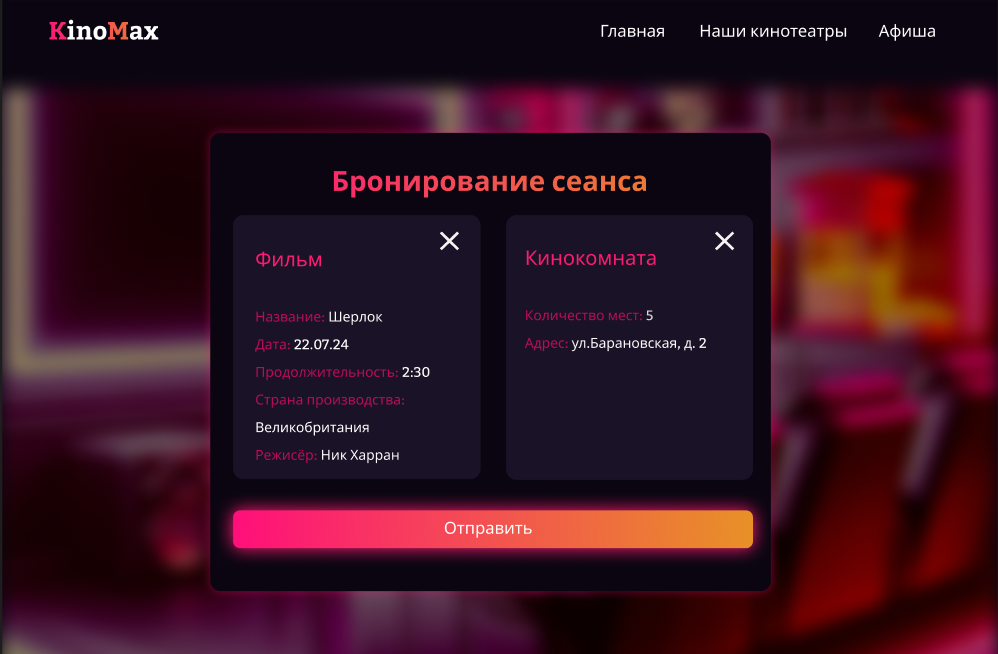 KinoMax
Главная
Наши кинотеатры
Афиша
Бронирование сеанса
Фильм
Название: Шерлок
Дата: 22.07.24
Продолжительность: 2:30
Страна производства:
Великобритания
Режисёр: Ник Харран
Кинокомната
Количество мест: 5
Адрес: ул.Барановская, д. 2
Отправить